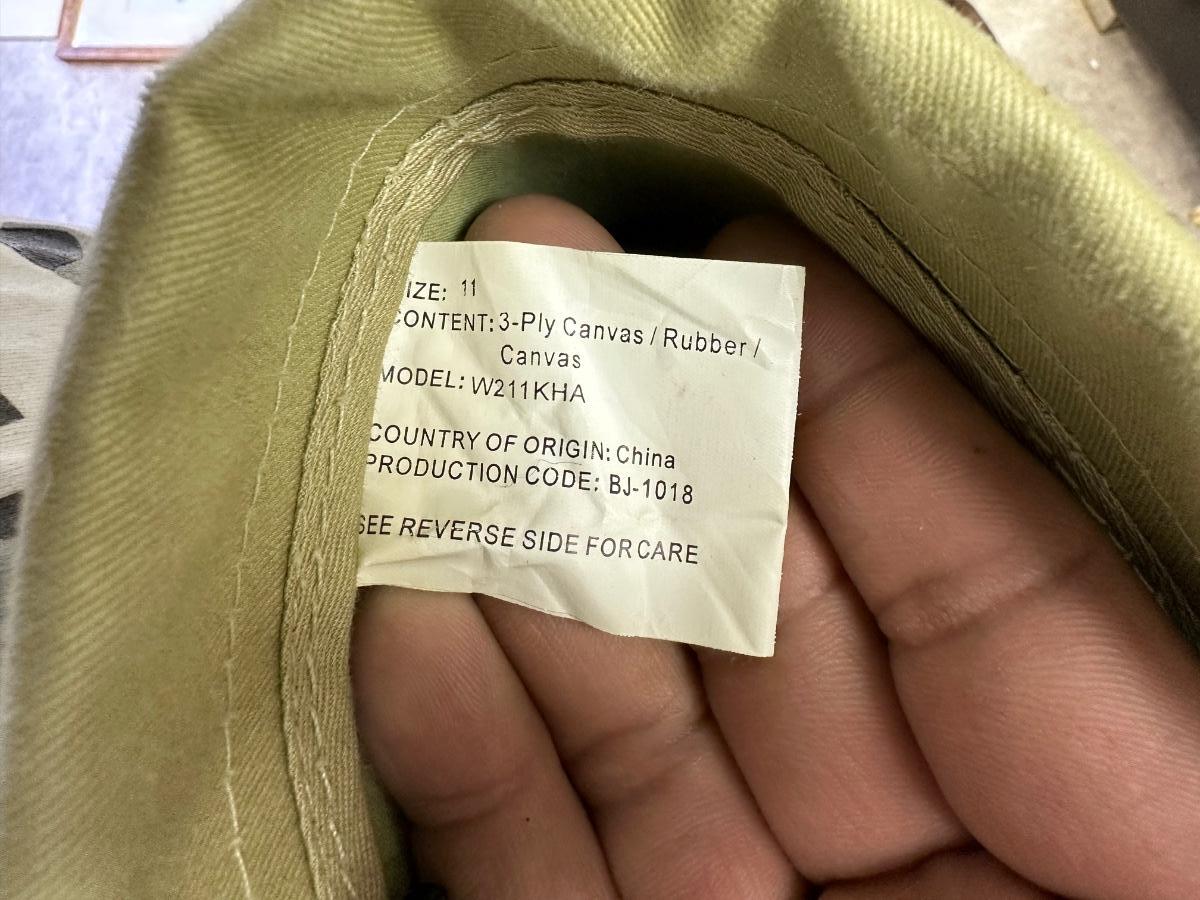 IZE: 11
CONTENT: 3-Ply Canvas / Rubber /
Canvas
MODEL: W211KHA
COUNTRY OF ORIGIN: China
PRODUCTION CODE: BJ-1018
SEE REVERSE SIDE FOR CARE